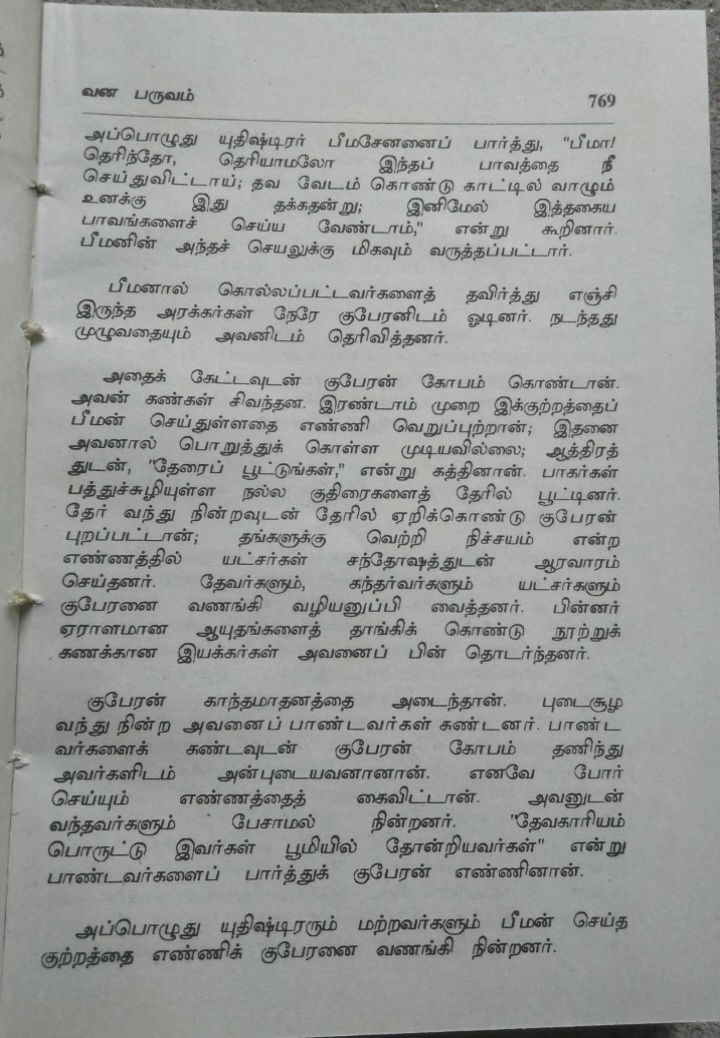 வன பருவம் 769
அப்பொழுது யுதிஷ்டிரர் பீமசேனனைப் பார்த்து, "பீமா!
தெரிந்தோ, தெரியாமலோ இந்தப் பாவத்தை நீ
செய்துவிட்டாய்; தவ வேடம் கொண்டு காட்டில் வாழும்
உனக்கு இது தக்கதன்று; இனிமேல் இத்தகைய
பாவங்களைச் செய்ய வேண்டாம்," என்று கூறினார்.
பீமனின் அந்தச் செயலுக்கு மிகவும் வருத்தப்பட்டார்.
பீமனால் கொல்லப்பட்டவர்களைத் தவிர்த்து எஞ்சி
இருந்த அரக்கர்கள் நேரே குபேரனிடம் ஓடினர். நடந்தது
முழுவதையும் அவனிடம் தெரிவித்தனர்.
அதைக் கேட்டவுடன் குபேரன் கோபம் கொண்டான்.
அவன் கண்கள் சிவந்தன. இரண்டாம் முறை இக்குற்றத்தைப்
பீமன் செய்துள்ளதை எண்ணி வெறுப்புற்றான்; இதனை
அவனால் பொறுத்துக் கொள்ள முடியவில்லை; ஆத்திரத்
துடன், "தேரைப் பூட்டுங்கள்," என்று கத்தினான். பாகர்கள்
பத்துச்சுழியுள்ள நல்ல குதிரைகளைத் தேரில் பூட்டினர்.
தேர் வந்து நின்றவுடன் தேரில் ஏறிக்கொண்டு குபேரன்
புறப்பட்டான்; தங்களுக்கு வெற்றி நிச்சயம் என்ற
எண்ணத்தில் யட்சர்கள் சந்தோஷத்துடன் ஆரவாரம்
செய்தனர். தேவர்களும், கந்தர்வர்களும் யட்சர்களும்
குபேரனை வணங்கி வழியனுப்பி வைத்தனர். பின்னர்
ஏராளமான ஆயுதங்களைத் தாங்கிக் கொண்டு நூற்றுக்
கணக்கான இயக்கர்கள் அவனைப் பின் தொடர்ந்தனர்.
குபேரன் காந்தமாதனத்தை அடைந்தான். புடைசூழ
வந்து நின்ற அவனைப் பாண்டவர்கள் கண்டனர். பாண்ட
வர்களைக் கண்டவுடன் குபேரன் கோபம் தணிந்து
அவர்களிடம் அன்புடையவனானான். எனவே போர்
செய்யும் எண்ணத்தைத் கைவிட்டான். அவனுடன்
வந்தவர்களும் பேசாமல் நின்றனர். "தேவகாரியம்
பொருட்டு இவர்கள் பூமியில் தோன்றியவர்கள்" என்று
பாண்டவர்களைப் பார்த்துக் குபேரன் எண்ணினான்.
அப்பொழுது யுதிஷ்டிரரும் மற்றவர்களும் பீமன் செய்த
குற்றத்தை எண்ணிக் குபேரனை வணங்கி நின்றனர்.